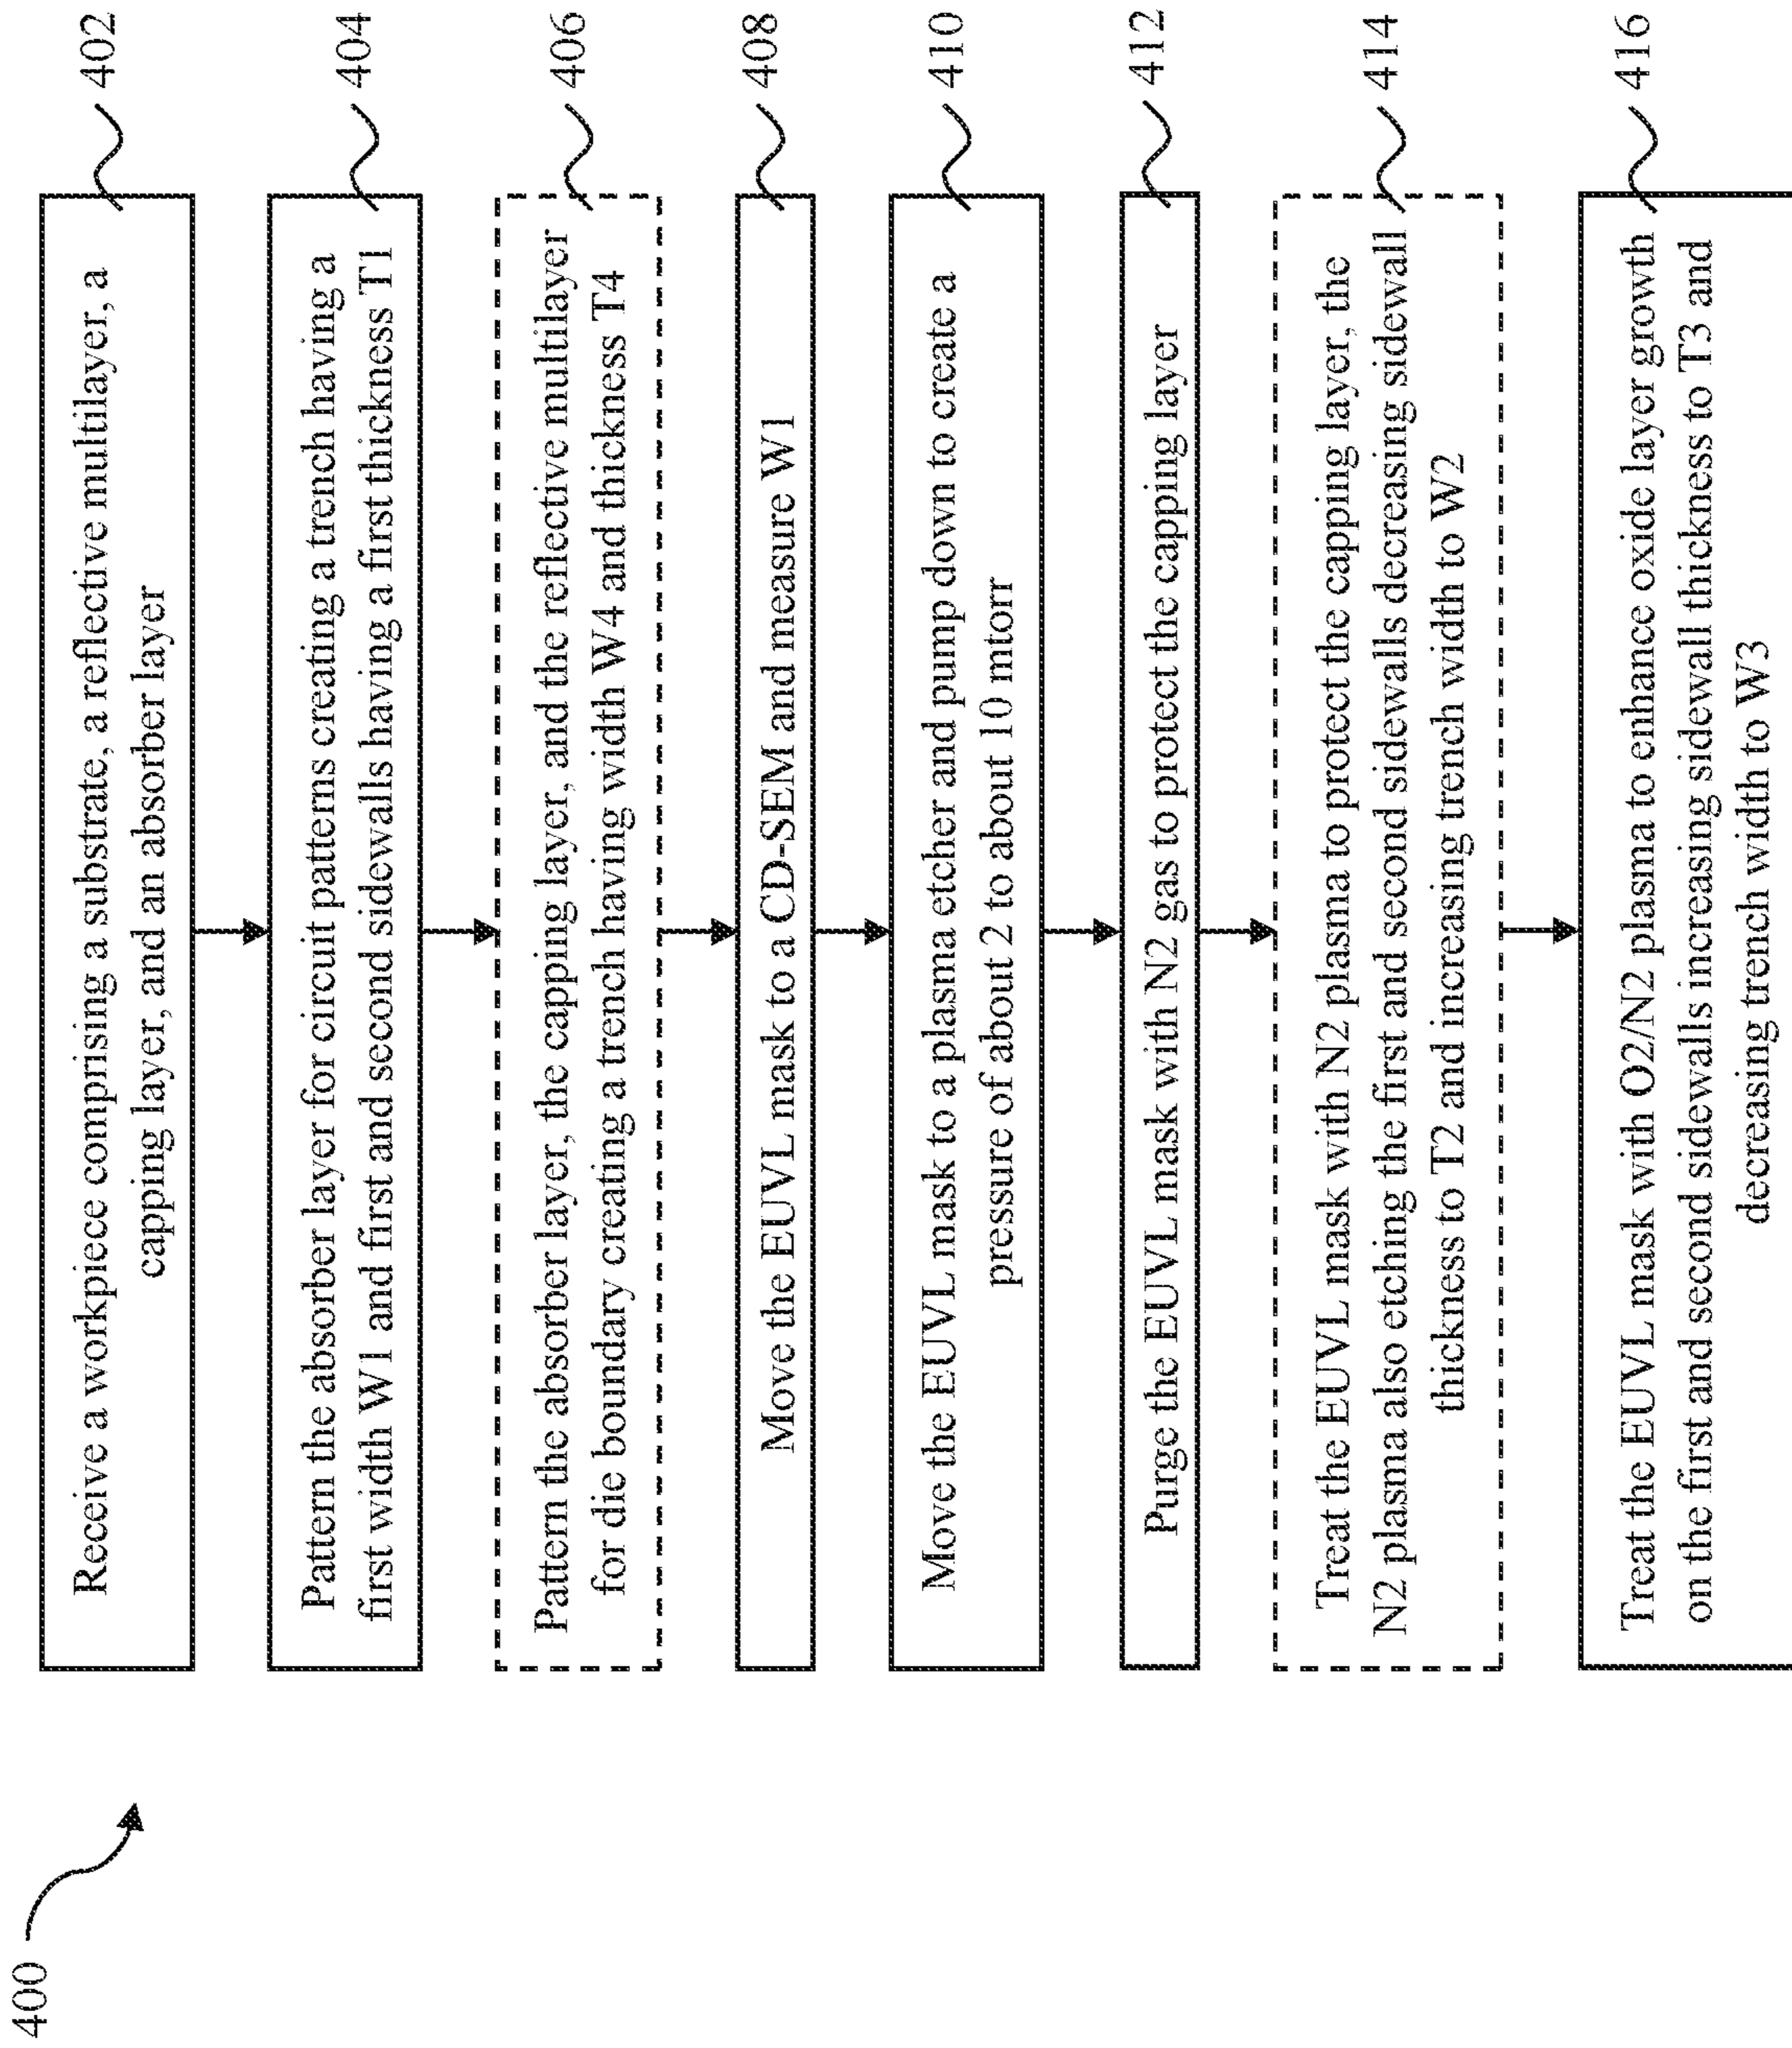 400
Receive a workpiece comprising a substrate, a reflective multilayer, a
capping layer, and an absorber layer
402
Pattern the absorber layer for circuit patterns creating a trench having a
first width W1 and first and second sidewalls having a first thickness T1
404
Pattern the absorber layer, the capping layer, and the reflective multilayer
for die boundary creating a trench having width W4 and thickness T4
406
Move the EUVL mask to a CD-SEM and measure W1
408
Move the EUVL mask to a plasma etcher and pump down to create a
pressure of about 2 to about 10 mtorr
410
Purge the EUVL mask with N2 gas to protect the capping layer
412
Treat the EUVL mask with N2 plasma to protect the capping layer, the
N2 plasma also etching the first and second sidewalls decreasing sidewall
thickness to T2 and increasing trench width to W2
414
Treat the EUVL mask with O2/N2 plasma to enhance oxide layer growth
on the first and second sidewalls increasing sidewall thickness to T3 and
decreasing trench width to W3
416